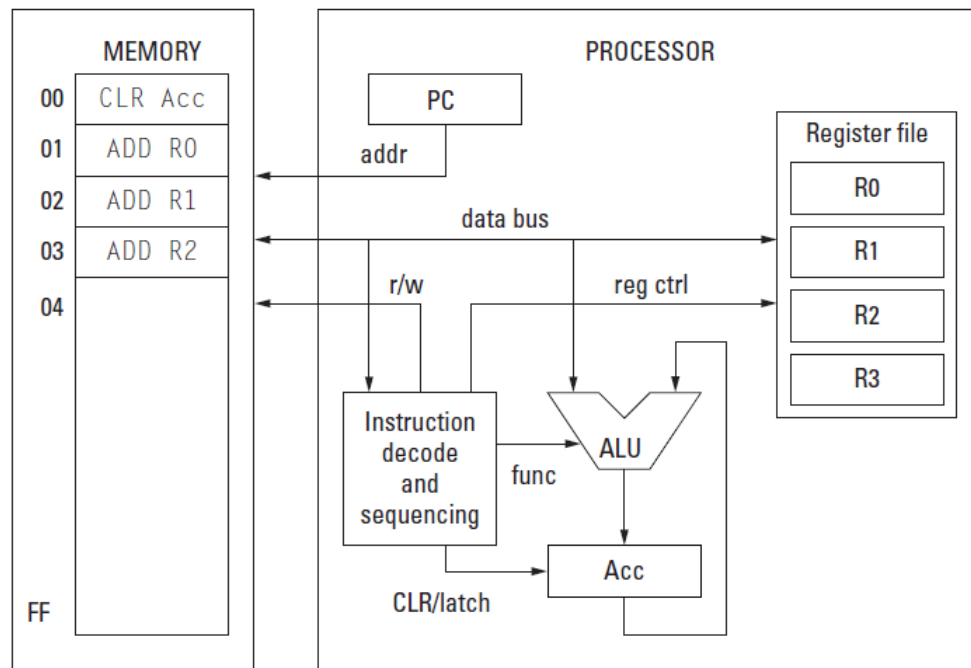 MEMORY
00 CLR Acc
01 ADD R0
02 ADD R1
03 ADD R2
04
FF
PROCESSOR
PC
addr
data bus
r/w
reg ctrl
Register file
R0
R1
R2
R3
Instruction
decode
and
sequencing
func
ALU
CLR/latch
Acc